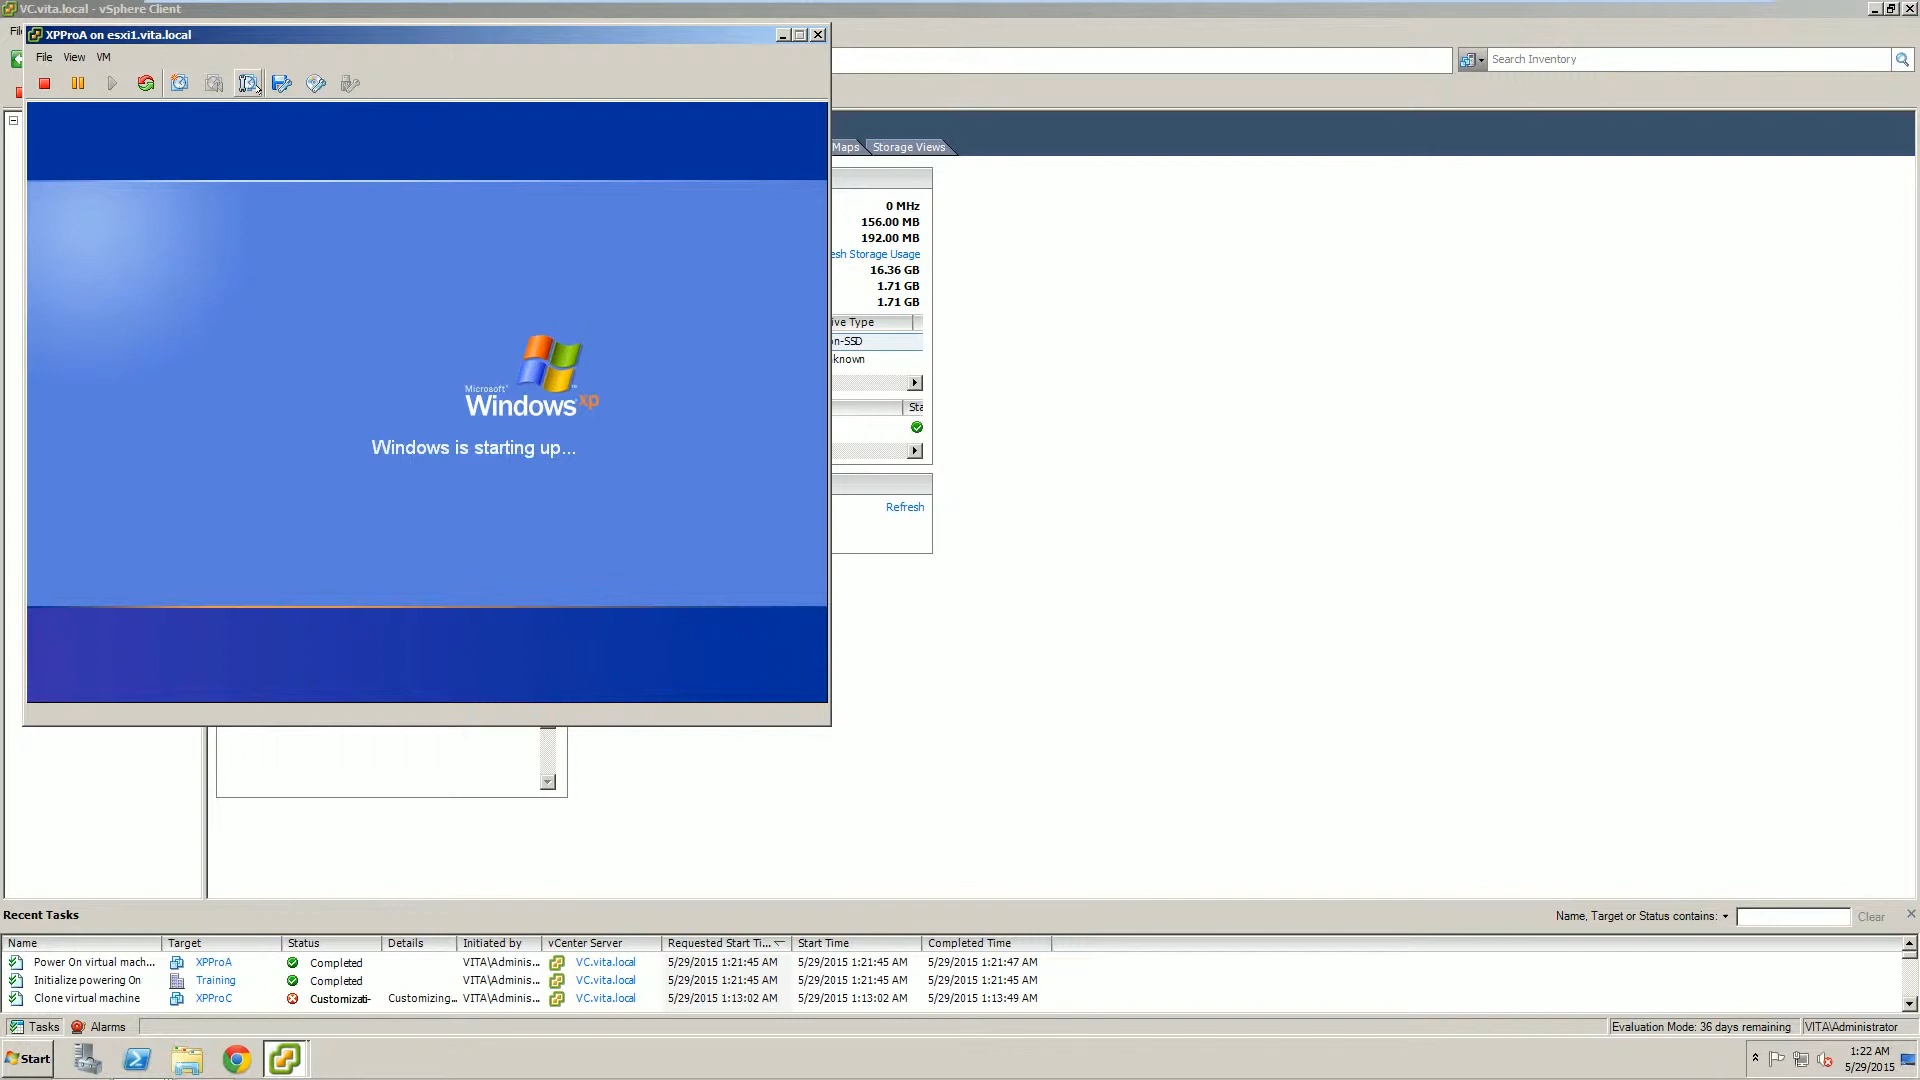 VC.vita.local - vSphere Client
XPProA on esxi1.vita.local
File View VM
Search Inventory
Maps
Storage Views
0 MHz
156.00 MB
192.00 MB
esh Storage Usage
16.36 GB
1.71 GB
1.71 GB
ive Type
on-SSD
known
Sta
Refresh
Microsoft®
Windows xp
Windows is starting up...
Recent Tasks
Name, Target or Status contains:
Clear
Name Target Status Details Initiated by vCenter Server Requested Start Ti... Start Time Completed Time
Power On virtual mach... XPProA Completed VITA\Adminis... VC.vita.local 5/29/2015 1:21:45 AM 5/29/2015 1:21:45 AM 5/29/2015 1:21:47 AM
Initialize powering On Training Completed VITA\Adminis... VC.vita.local 5/29/2015 1:21:45 AM 5/29/2015 1:21:45 AM 5/29/2015 1:21:45 AM
Clone virtual machine XPProC Customizati- Customizing... VITA\Adminis... VC.vita.local 5/29/2015 1:13:02 AM 5/29/2015 1:13:02 AM 5/29/2015 1:13:49 AM
Tasks Alarms
Evaluation Mode: 36 days remaining
VITA\Administrator
Start
1:22 AM
5/29/2015